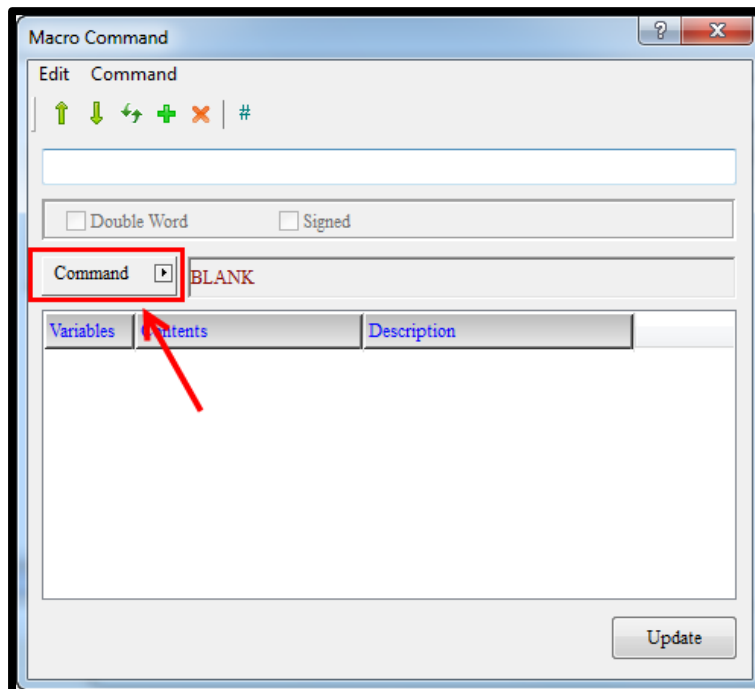 Macro Command
Edit Command
#
Double Word Signed
Command BLANK
Variables Contents Description
Update